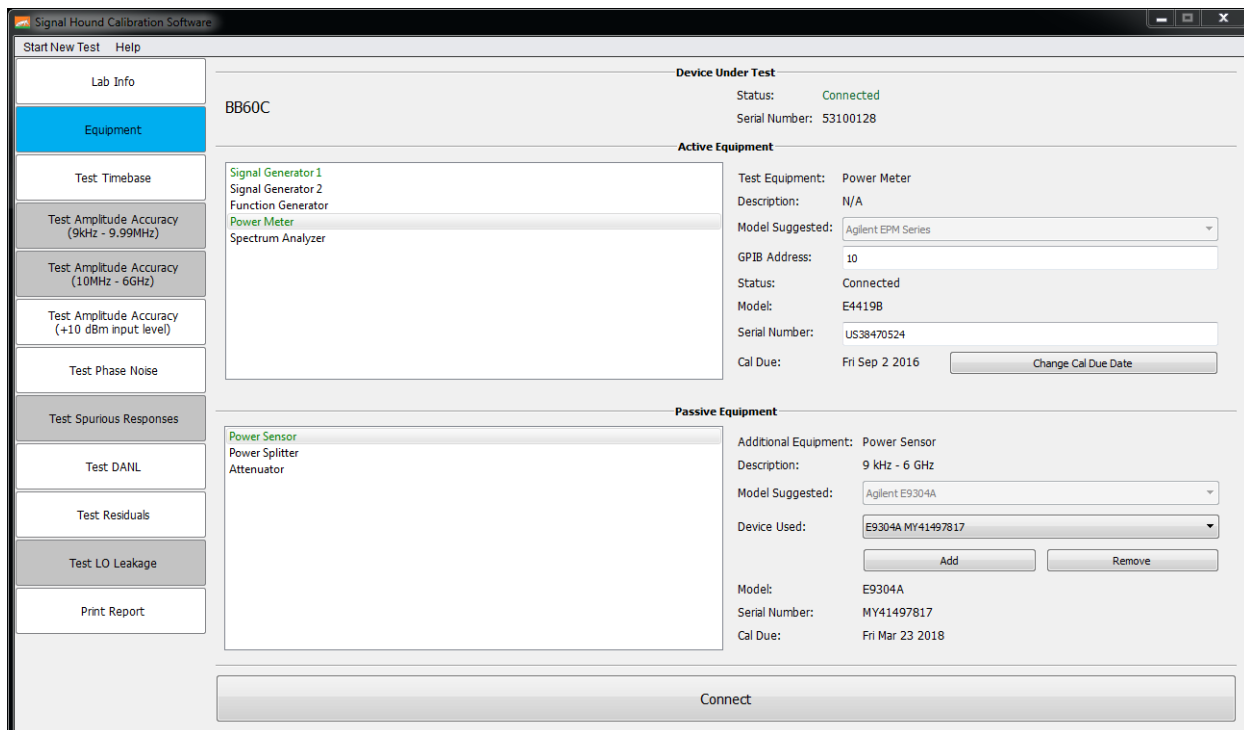 Signal Hound Calibration Software
Start New Test Help
Lab Info
Equipment
Test Timebase
Test Amplitude Accuracy
(9kHz - 9.99MHz)
Test Amplitude Accuracy
(10MHz - 6GHz)
Test Amplitude Accuracy
(+10 dBm input level)
Test Phase Noise
Test Spurious Responses
Test DANL
Test Residuals
Test LO Leakage
Print Report
Device Under Test
BB60C
Status: Connected
Serial Number: 53100128
Active Equipment
Signal Generator 1
Signal Generator 2
Function Generator
Power Meter
Spectrum Analyzer
Test Equipment: Power Meter
Description: N/A
Model Suggested: Agilent EPM Series
GPIB Address: 10
Status: Connected
Model: E4419B
Serial Number: US38470524
Cal Due: Fri Sep 2 2016 Change Cal Due Date
Passive Equipment
Power Sensor
Power Splitter
Attenuator
Additional Equipment: Power Sensor
Description: 9 kHz - 6 GHz
Model Suggested: Agilent E9304A
Device Used: E9304A MY41497817
Add Remove
Model: E9304A
Serial Number: MY41497817
Cal Due: Fri Mar 23 2018
Connect